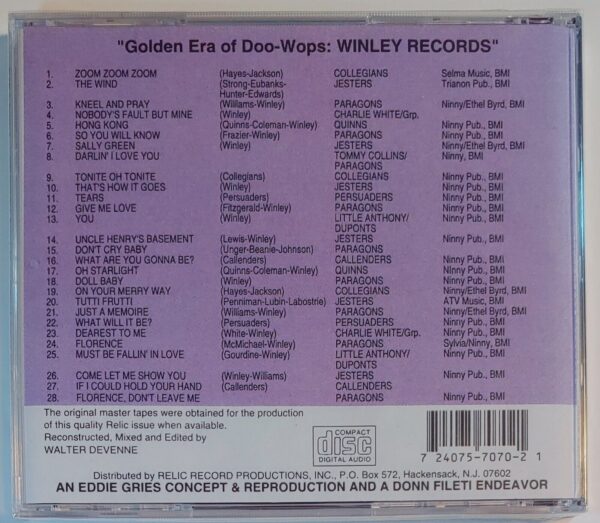 "Golden Era of Doo-Wops: WINLEY RECORDS"
1. ZOOM ZOOM ZOOM (Hayes-Jackson) COLLEGIANS Selma Music, BMI
2. THE WIND (Strong-Eubanks- JESTERS Trianon Pub., BMI
Hunter-Edwards)
3. KNEEL AND PRAY (Williams-Winley) PARAGONS Ninny/Ethel Byrd, BMI
4. NOBODY'S FAULT BUT MINE (Winley) CHARLIE WHITE/Grp.
5. HONG KONG (Quinns-Coleman-Winley) QUINNS Ninny Pub., BMI
6. SO YOU WILL KNOW (Frazier-Winley) PARAGONS Ninny Pub., BMI
7. SALLY GREEN (Winley) JESTERS Ninny/Ethel Byrd, BMI
8. DARLIN' I LOVE YOU TOMMY COLLINS/ Ninny, BMI
PARAGONS
9. TONITE OH TONITE (Collegians) COLLEGIANS Ninny Pub., BMI
10. THAT'S HOW IT GOES (Winley) JESTERS Ninny Pub., BMI
11. TEARS (Persuaders) PERSUADERS Ninny Pub., BMI
12. GIVE ME LOVE (Fitzgerald-Winley) PARAGONS Ninny Pub., BMI
13. YOU (Winley) LITTLE ANTHONY/ Ninny Pub., BMI
DUPONTS
14. UNCLE HENRY'S BASEMENT (Lewis-Winley) JESTERS Ninny Pub., BMI
15. DON'T CRY BABY (Unger-Beanie-Johnson) PARAGONS
16. WHAT ARE YOU GONNA BE? (Callenders) CALLENDERS Ninny Pub., BMI
17. OH STARLIGHT (Quinns-Coleman-Winley) QUINNS Ninny Pub., BMI
18. DOLL BABY (Winley) PARAGONS Ninny Pub., BMI
19. ON YOUR MERRY WAY (Hayes-Jackson) COLLEGIANS Ninny/Ethel Byrd, BMI
20. TUTTI FRUTTI (Penniman-Lubin-Labostrie) JESTERS ATV Music, BMI
21. JUST A MEMOIRE (Williams-Winley) PARAGONS Ninny/Ethel Byrd, BMI
22. WHAT WILL IT BE? (Persuaders) PERSUADERS Ninny Pub., BMI
23. DEAREST TO ME (White-Winley) CHARLIE WHITE/Grp. Ninny Pub., BMI
24. FLORENCE (McMichael-Winley) PARAGONS Sylvia/Ninny, BMI
25. MUST BE FALLIN' IN LOVE (Gourdine-Winley) LITTLE ANTHONY/ Ninny Pub., BMI
DUPONTS
26. COME LET ME SHOW YOU (Winley-Williams) JESTERS Ninny Pub., BMI
27. IF I COULD HOLD YOUR HAND (Callenders) CALLENDERS
28. FLORENCE, DON'T LEAVE ME PARAGONS Ninny Pub., BMI
The original master tapes were obtained for the production
of this quality Relic issue when available.
Reconstructed, Mixed and Edited by
WALTER DEVENNE
COMPACT
disc
DIGITAL AUDIO
7 24075-7070-2 1
Distributed by RELIC RECORD PRODUCTIONS, INC., P.O. Box 572, Hackensack, N.J. 07602
AN EDDIE GRIES CONCEPT & REPRODUCTION AND A DONN FILETI ENDEAVOR